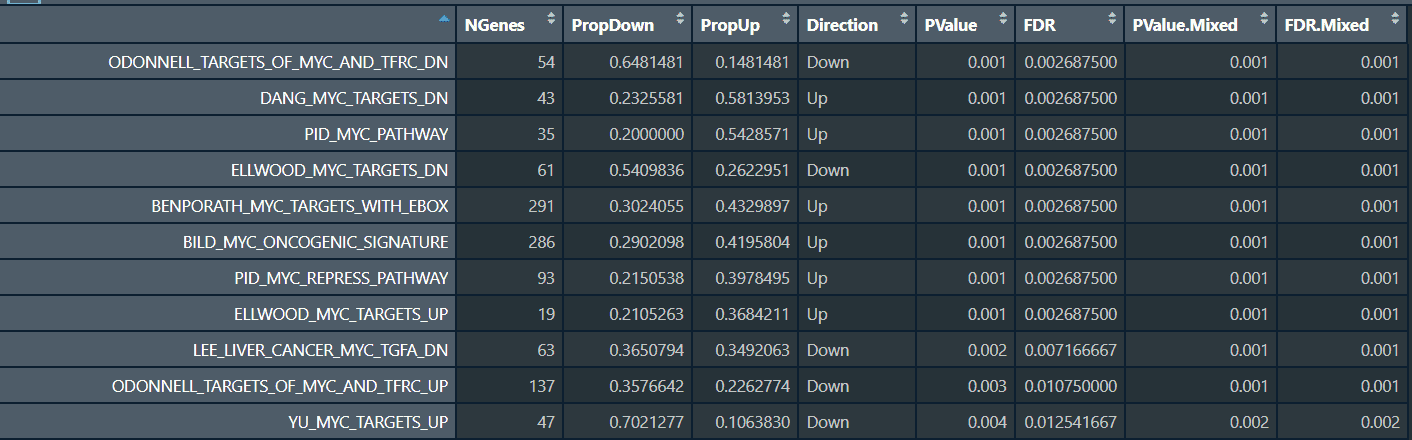 NGenes PropDown PropUp Direction PValue FDR PValue.Mixed FDR.Mixed
ODONNELL_TARGETS_OF_MYC_AND_TFRC_DN 54 0.6481481 0.1481481 Down 0.001 0.002687500 0.001 0.001
DANG_MYC_TARGETS_DN 43 0.2325581 0.5813953 Up 0.001 0.002687500 0.001 0.001
PID_MYC_PATHWAY 35 0.2000000 0.5428571 Up 0.001 0.002687500 0.001 0.001
ELLWOOD_MYC_TARGETS_DN 61 0.5409836 0.2622951 Down 0.001 0.002687500 0.001 0.001
BENPORATH_MYC_TARGETS_WITH_EBOX 291 0.3024055 0.4329897 Up 0.001 0.002687500 0.001 0.001
BILD_MYC_ONCOGENIC_SIGNATURE 286 0.2902098 0.4195804 Up 0.001 0.002687500 0.001 0.001
PID_MYC_REPRESS_PATHWAY 93 0.2150538 0.3978495 Up 0.001 0.002687500 0.001 0.001
ELLWOOD_MYC_TARGETS_UP 19 0.2105263 0.3684211 Up 0.001 0.002687500 0.001 0.001
LEE_LIVER_CANCER_MYC_TGFA_DN 63 0.3650794 0.3492063 Down 0.002 0.007166667 0.001 0.001
ODONNELL_TARGETS_OF_MYC_AND_TFRC_UP 137 0.3576642 0.2262774 Down 0.003 0.010750000 0.001 0.001
YU_MYC_TARGETS_UP 47 0.7021277 0.1063830 Down 0.004 0.012541667 0.002 0.002